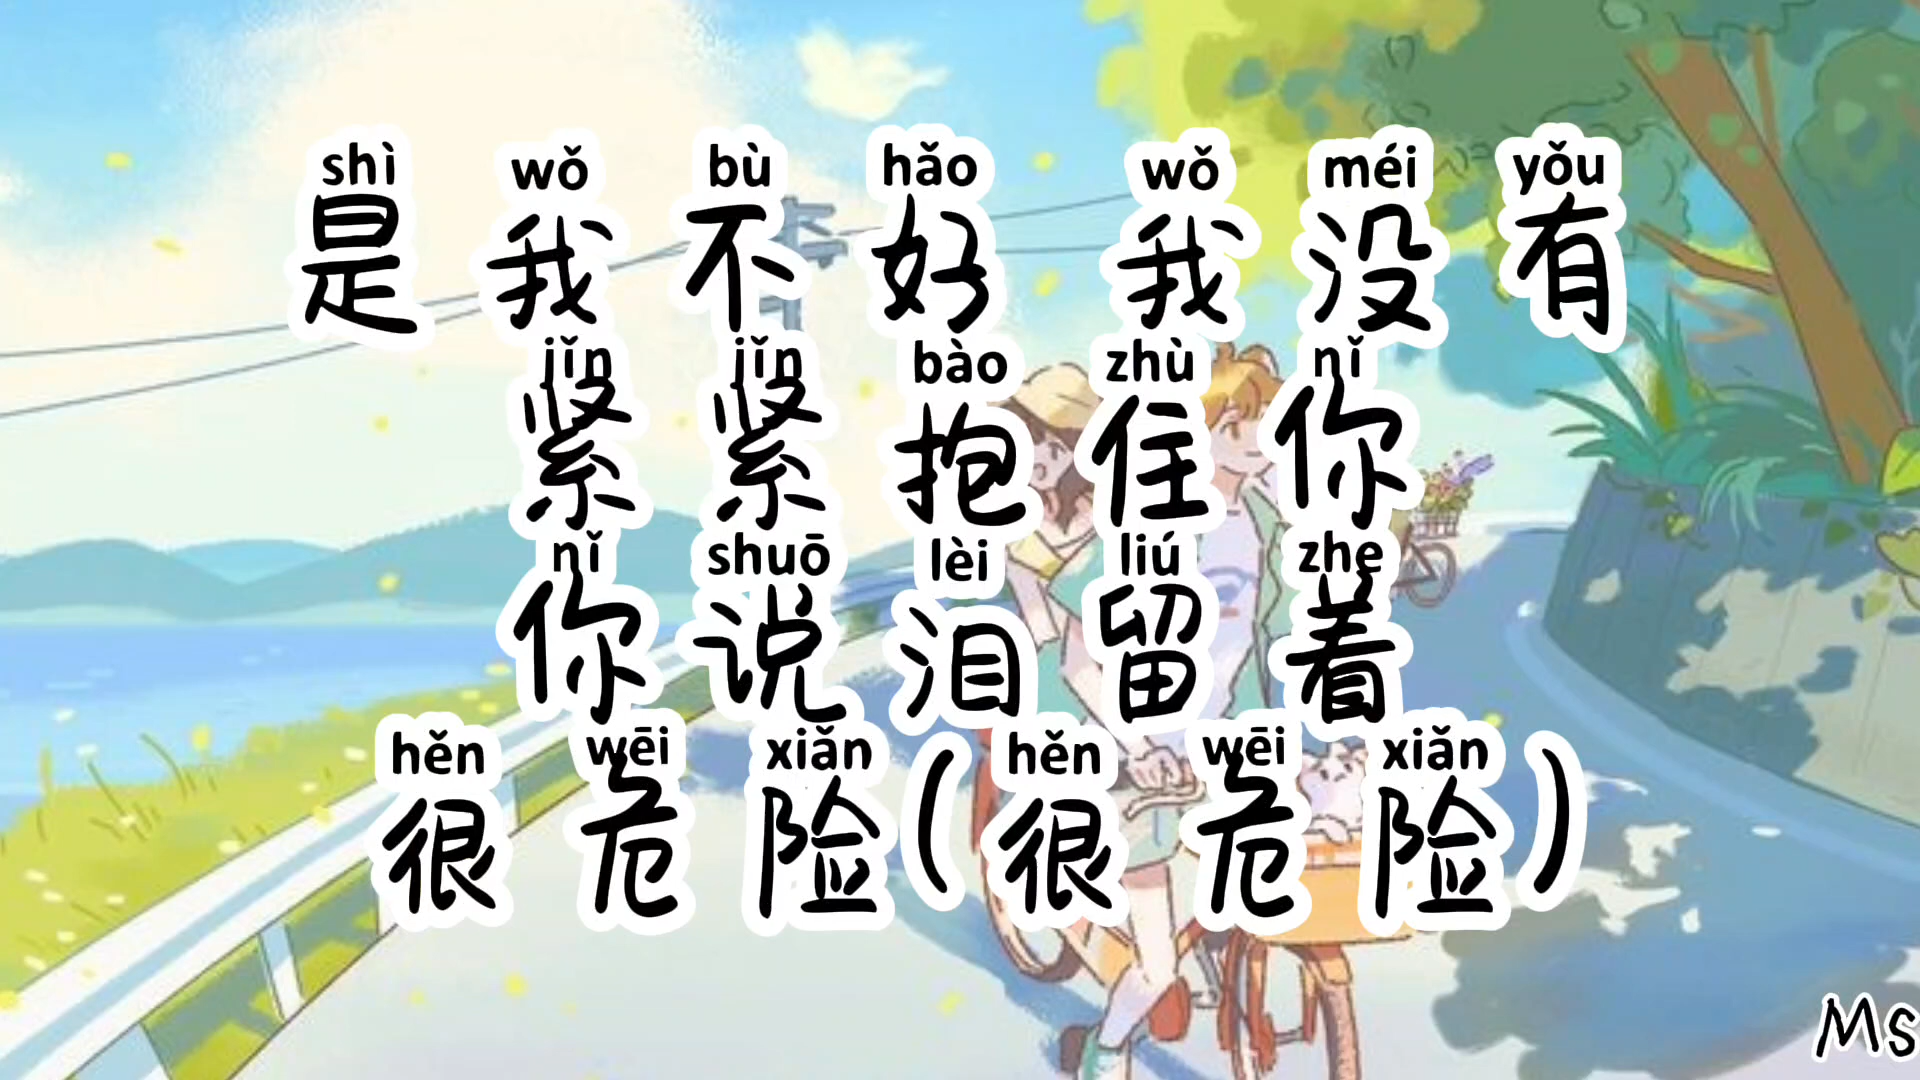 shì wǒ bù hǎo wǒ méi yǒu
是我不好 我没有
jǐn jǐn bào zhù nǐ
紧紧抱住你
nǐ shuō lèi liú zhe
你说泪留着
hěn wēi xiǎn hěn wēi xiǎn
很危险(很危险)
Ms